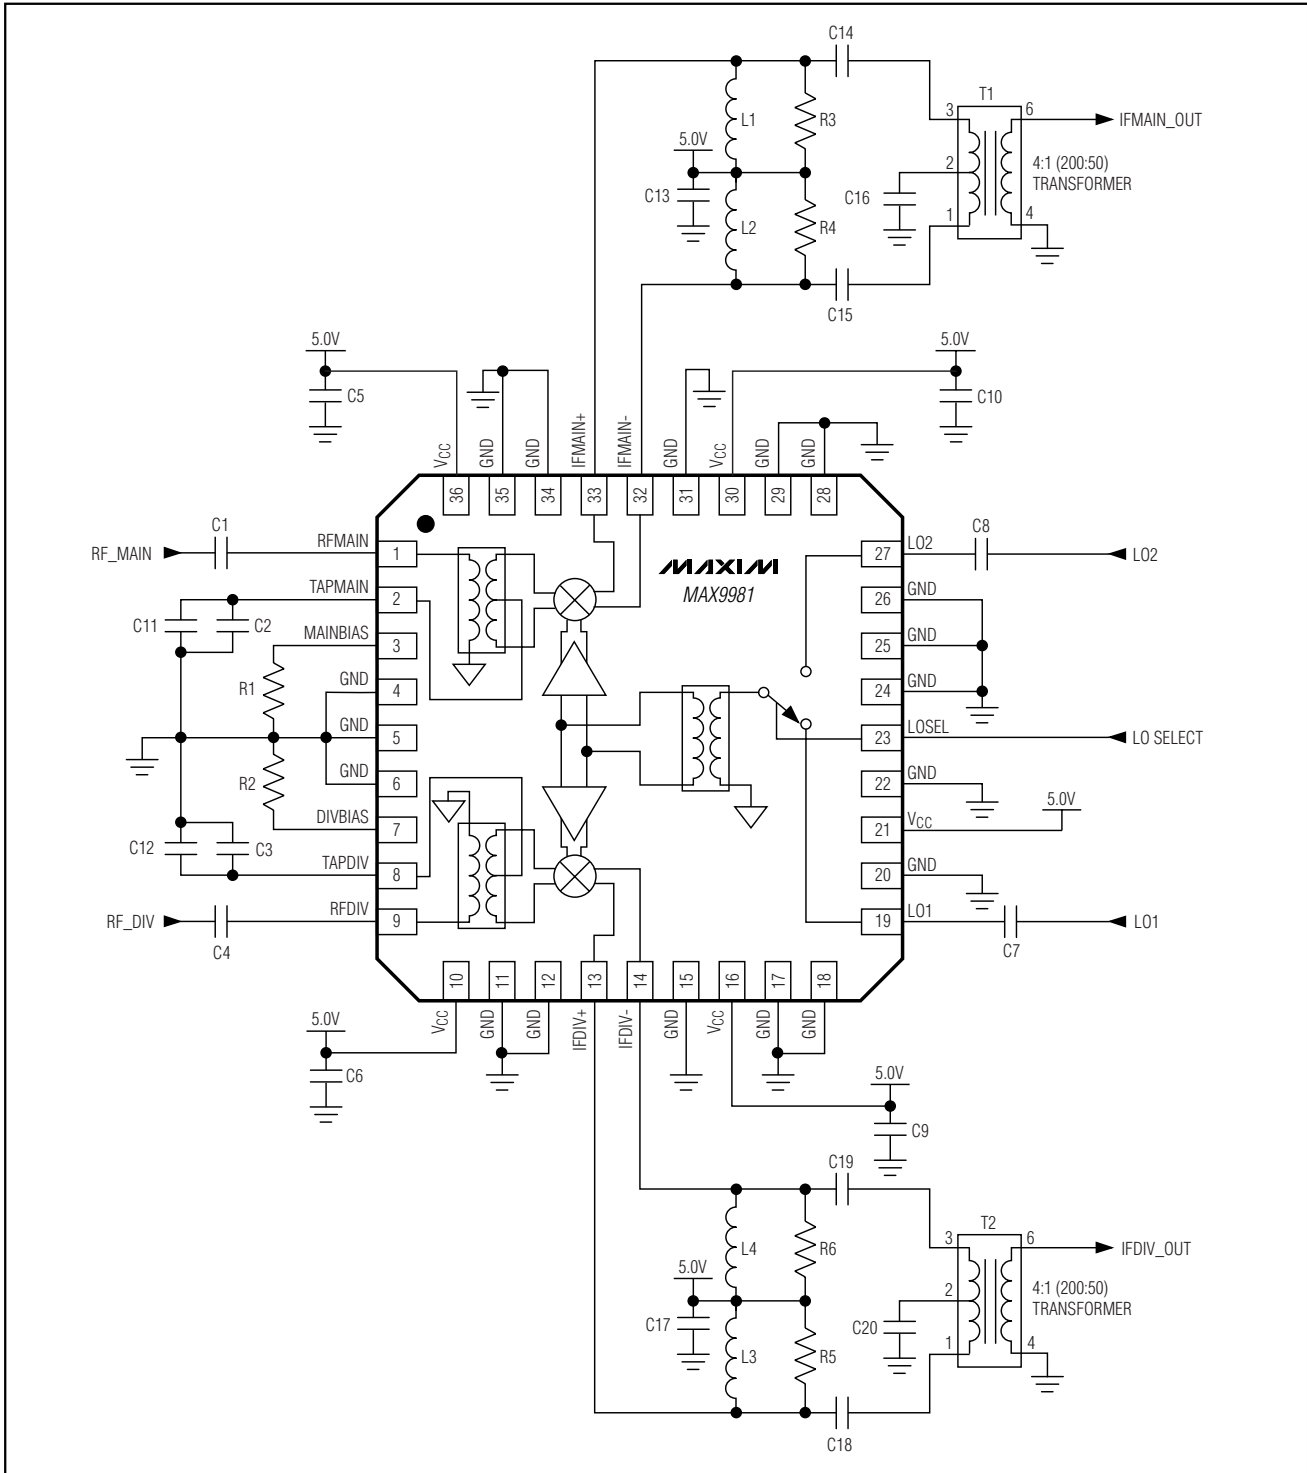 C14
T1
3
6
IFMAIN_OUT
L1
R3
5.0V
2
4:1 (200:50)
TRANSFORMER
C13
C16
L2
R4
1
4
C15
5.0V
5.0V
C5
C10
VCC
GND
GND
IFMAIN+
IFMAIN-
GND
VCC
GND
GND
36
35
34
33
32
31
30
29
28
C1
C8
RF_MAIN
RFMAIN
1
MAXIM
MAX9981
27
LO2
LO2
TAPMAIN
2
26
GND
C11
C2
MAINBIAS
3
25
GND
R1
GND
4
24
GND
GND
5
23
LOSEL
LO SELECT
R2
GND
6
22
GND
5.0V
DIVBIAS
7
21
VCC
C12
C3
TAPDIV
8
20
GND
RF_DIV
RFDIV
9
19
LO1
LO1
C4
C7
10
11
12
13
14
15
16
17
18
VCC
GND
GND
IFDIV+
IFDIV-
GND
VCC
GND
GND
5.0V
C6
5.0V
C9
C19
T2
3
6
IFDIV_OUT
L4
R6
5.0V
2
4:1 (200:50)
TRANSFORMER
C17
C20
L3
R5
1
4
C18